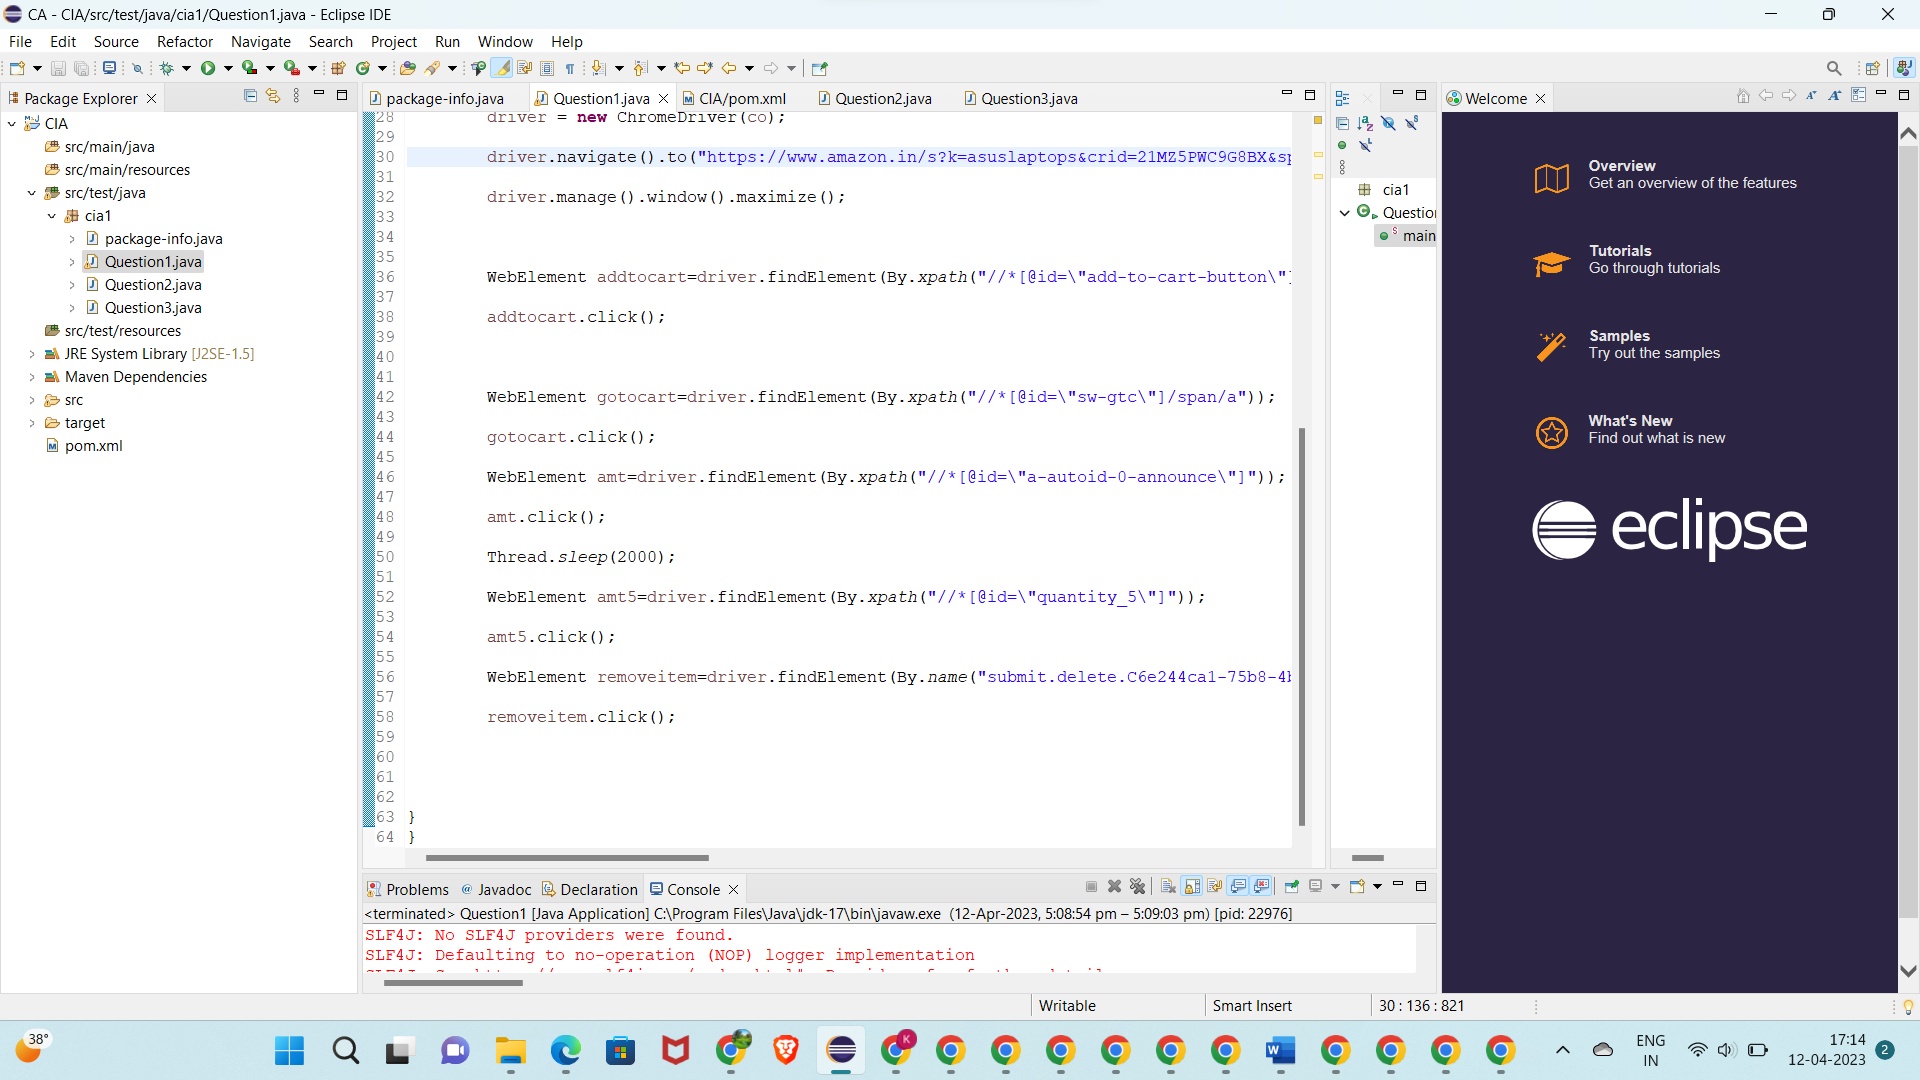 CA - CIA/src/test/java/cia1/Question1.java - Eclipse IDE
File Edit Source Refactor Navigate Search Project Run Window Help
Package Explorer
CIA
src/main/java
src/main/resources
src/test/java
cia1
package-info.java
Question1.java
Question2.java
Question3.java
src/test/resources
JRE System Library [J2SE-1.5]
Maven Dependencies
src
target
pom.xml
package-info.java Question1.java CIA/pom.xml Question2.java Question3.java
28 driver = new ChromeDriver(co);
29
30 driver.navigate().to("https://www.amazon.in/s?k=asuslaptops&crid=21MZ5PWC9G8BX&sp
31
32 driver.manage().window().maximize();
33
34
35
36 WebElement addtocart=driver.findElement(By.xpath("//*[@id=\"add-to-cart-button\"]
37
38 addtocart.click();
39
40
41
42 WebElement gotocart=driver.findElement(By.xpath("//*[@id=\"sw-gtc\"]/span/a"));
43
44 gotocart.click();
45
46 WebElement amt=driver.findElement(By.xpath("//*[@id=\"a-autoid-0-announce\"]"));
47
48 amt.click();
49
50 Thread.sleep(2000);
51
52 WebElement amt5=driver.findElement(By.xpath("//*[@id=\"quantity_5\"]"));
53
54 amt5.click();
55
56 WebElement removeitem=driver.findElement(By.name("submit.delete.C6e244ca1-75b8-4b
57
58 removeitem.click();
59
60
61
62
63 }
64 }
cia1
Question
main
Welcome
Overview
Get an overview of the features
Tutorials
Go through tutorials
Samples
Try out the samples
What's New
Find out what is new
eclipse
Problems @ Javadoc Declaration Console
<terminated> Question1 [Java Application] C:\Program Files\Java\jdk-17\bin\javaw.exe (12-Apr-2023, 5:08:54 pm – 5:09:03 pm) [pid: 22976]
SLF4J: No SLF4J providers were found.
SLF4J: Defaulting to no-operation (NOP) logger implementation
Writable Smart Insert 30 : 136 : 821
38°
K
ENG
IN
17:14
12-04-2023
2